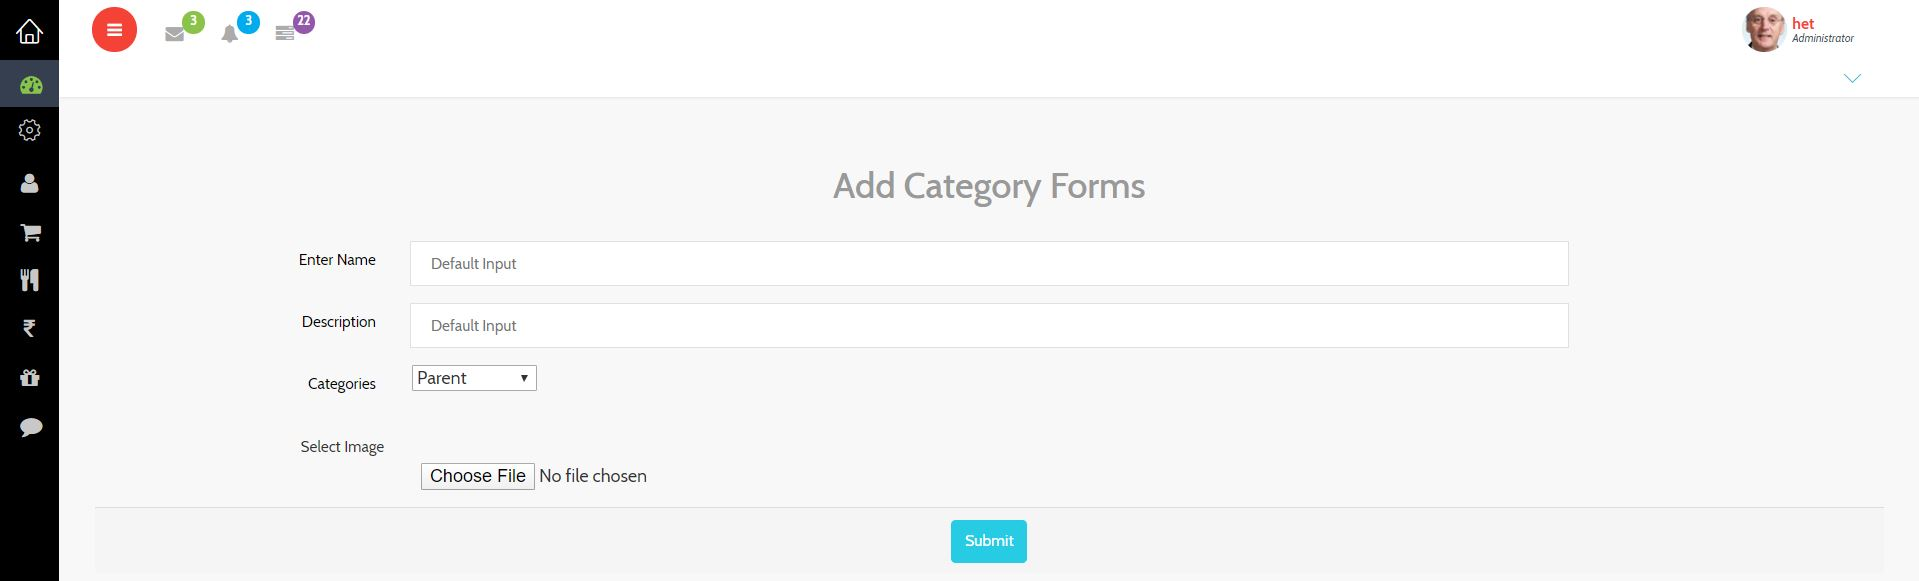 3
3
22
het
Administrator
Add Category Forms
Enter Name
Default Input
Description
Default Input
Categories
Parent
Select Image
Choose File No file chosen
Submit